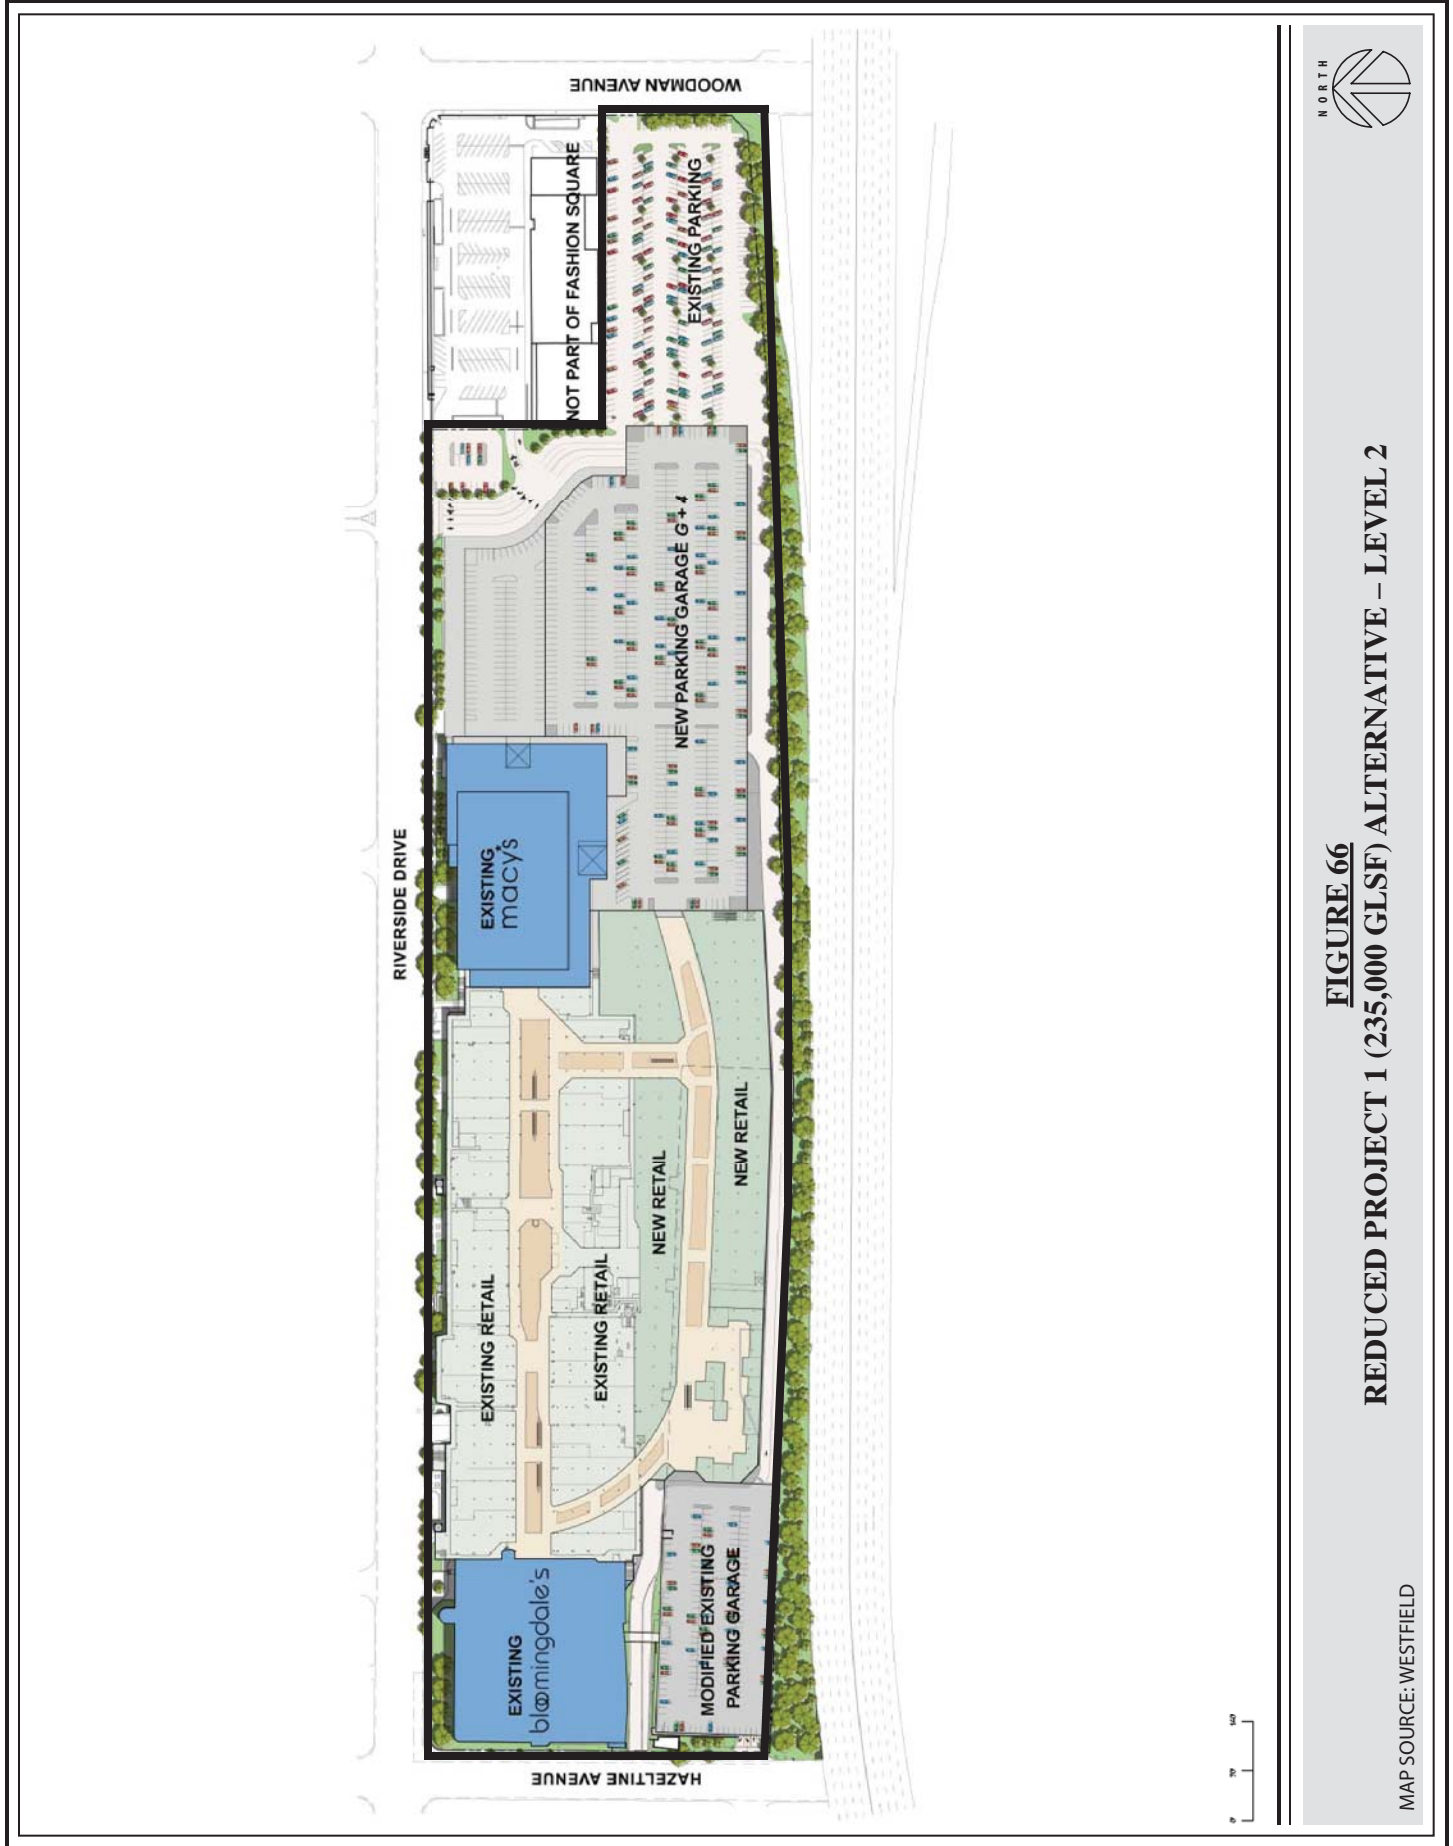 WOODMAN AVENUE
NOT PART OF FASHION SQUARE
EXISTING PARKING
NEW PARKING GARAGE G + 4
RIVERSIDE DRIVE
EXISTING
macy's
NEW RETAIL
NEW RETAIL
EXISTING RETAIL
EXISTING RETAIL
EXISTING
bloomingdale's
MODIFIED EXISTING
PARKING GARAGE
HAZELTINE AVENUE
NORTH
FIGURE 66
REDUCED PROJECT 1 (235,000 GLSF) ALTERNATIVE – LEVEL 2
MAP SOURCE: WESTFIELD